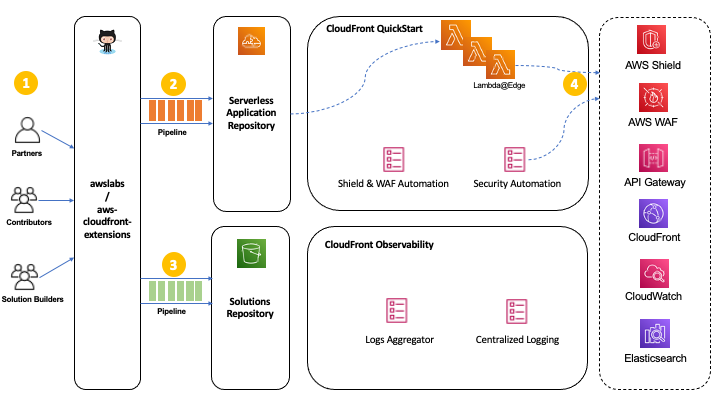 1
Partners
Contributors
Solution Builders
awslabs
/
aws-
cloudfront-
extensions
2
Pipeline
3
Pipeline
Serverless
Application
Repository
Solutions
Repository
CloudFront QuickStart
Lambda@Edge
4
Shield & WAF Automation
Security Automation
CloudFront Observability
Logs Aggregator
Centralized Logging
AWS Shield
AWS WAF
API Gateway
CloudFront
CloudWatch
Elasticsearch